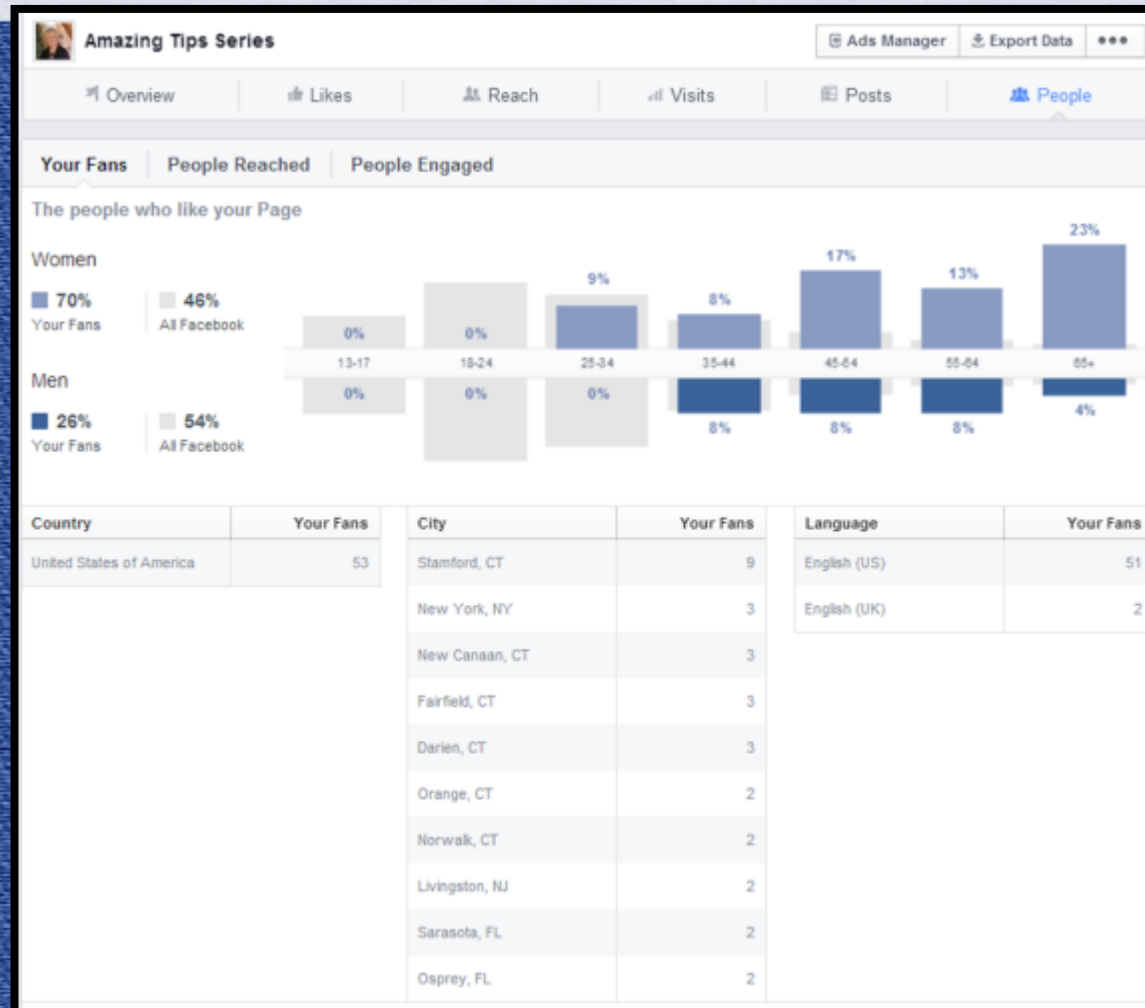 Amazing Tips Series
Ads Manager Export Data
Overview Likes Reach Visits Posts People
Your Fans People Reached People Engaged
The people who like your Page
Women
70% 46%
Your Fans All Facebook
Men
26% 54%
Your Fans All Facebook
0% 0% 9% 8% 17% 13% 23%
13-17 18-24 25-34 35-44 45-54 55-64 65+
0% 0% 0% 8% 8% 8% 4%
Country Your Fans
United States of America 53
City Your Fans
Stamford, CT 9
New York, NY 3
New Canaan, CT 3
Fairfield, CT 3
Darien, CT 3
Orange, CT 2
Norwalk, CT 2
Livingston, NJ 2
Sarasota, FL 2
Osprey, FL 2
Language Your Fans
English (US) 51
English (UK) 2